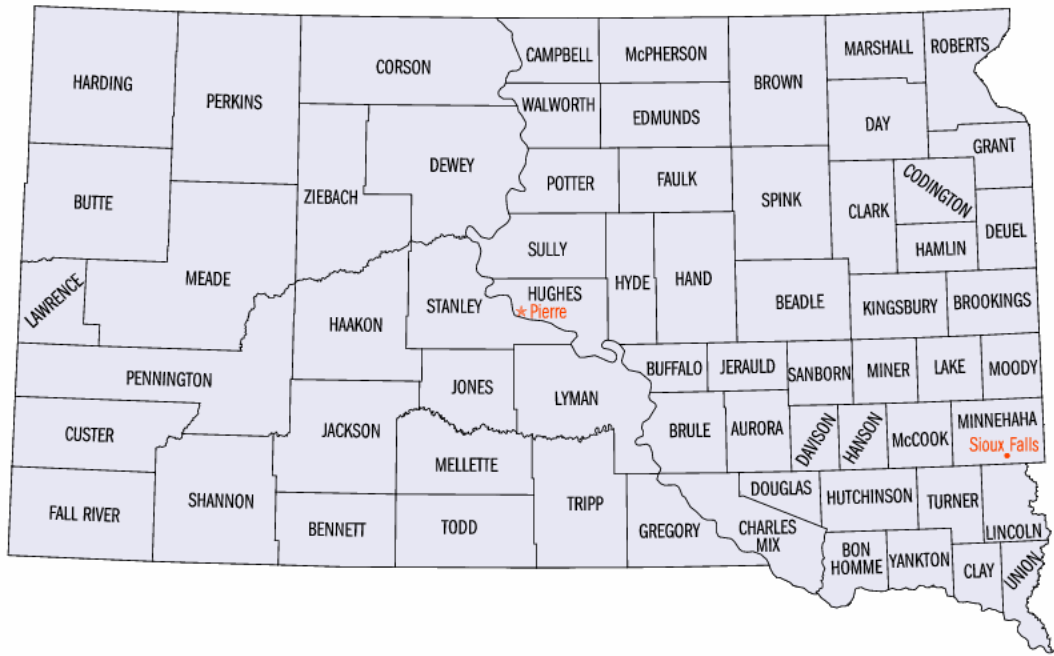 HARDING
PERKINS
CORSON
CAMPBELL
McPHERSON
BROWN
MARSHALL
ROBERTS
WALWORTH
EDMUNDS
DAY
GRANT
BUTTE
ZIEBACH
DEWEY
POTTER
FAULK
SPINK
CLARK
CODINGTON
DEUEL
HAMLIN
LAWRENCE
MEADE
SULLY
HYDE
HAND
STANLEY
HUGHES
* Pierre
BEADLE
KINGSBURY
BROOKINGS
HAAKON
PENNINGTON
JONES
LYMAN
BUFFALO
JERAULD
SANBORN
MINER
LAKE
MOODY
CUSTER
JACKSON
BRULE
AURORA
DAVISON
HANSON
McCOOK
MINNEHAHA
Sioux Falls
MELLETTE
FALL RIVER
SHANNON
BENNETT
TODD
TRIPP
GREGORY
CHARLES
MIX
DOUGLAS
HUTCHINSON
TURNER
LINCOLN
BON
HOMME
YANKTON
CLAY
UNION